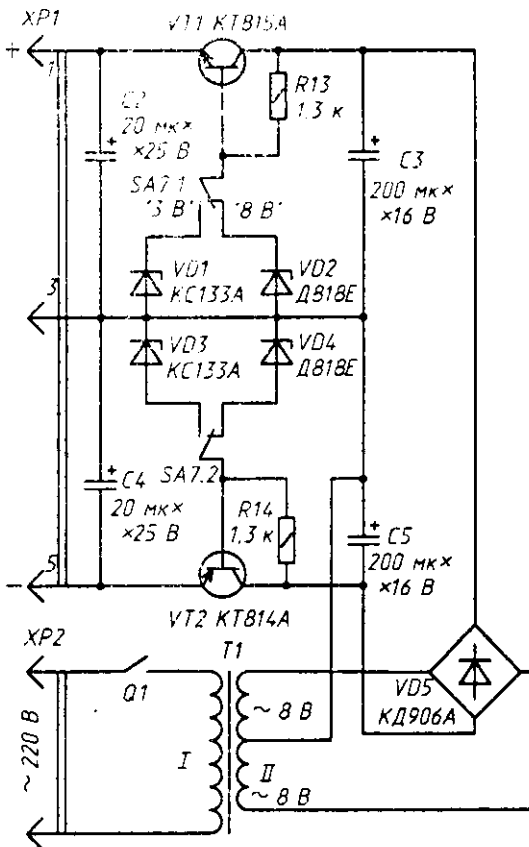 XP1
VT1 КТ815А
+
1
R13
1,3 к
C2
20 мк×
×25 В
+
+
C3
200 мк×
×16 В
SA7.1
"3 В"
"8 В"
VD1
КС133А
VD2
Д818Е
3
VD3
КС133А
VD4
Д818Е
SA7.2
C4
20 мк×
×25 В
+
R14
1,3 к
+
C5
200 мк×
×16 В
5
−
VT2 КТ814А
XP2
Q1
T1
~ 220 В
I
II
~ 8 В
~ 8 В
VD5
КД906А